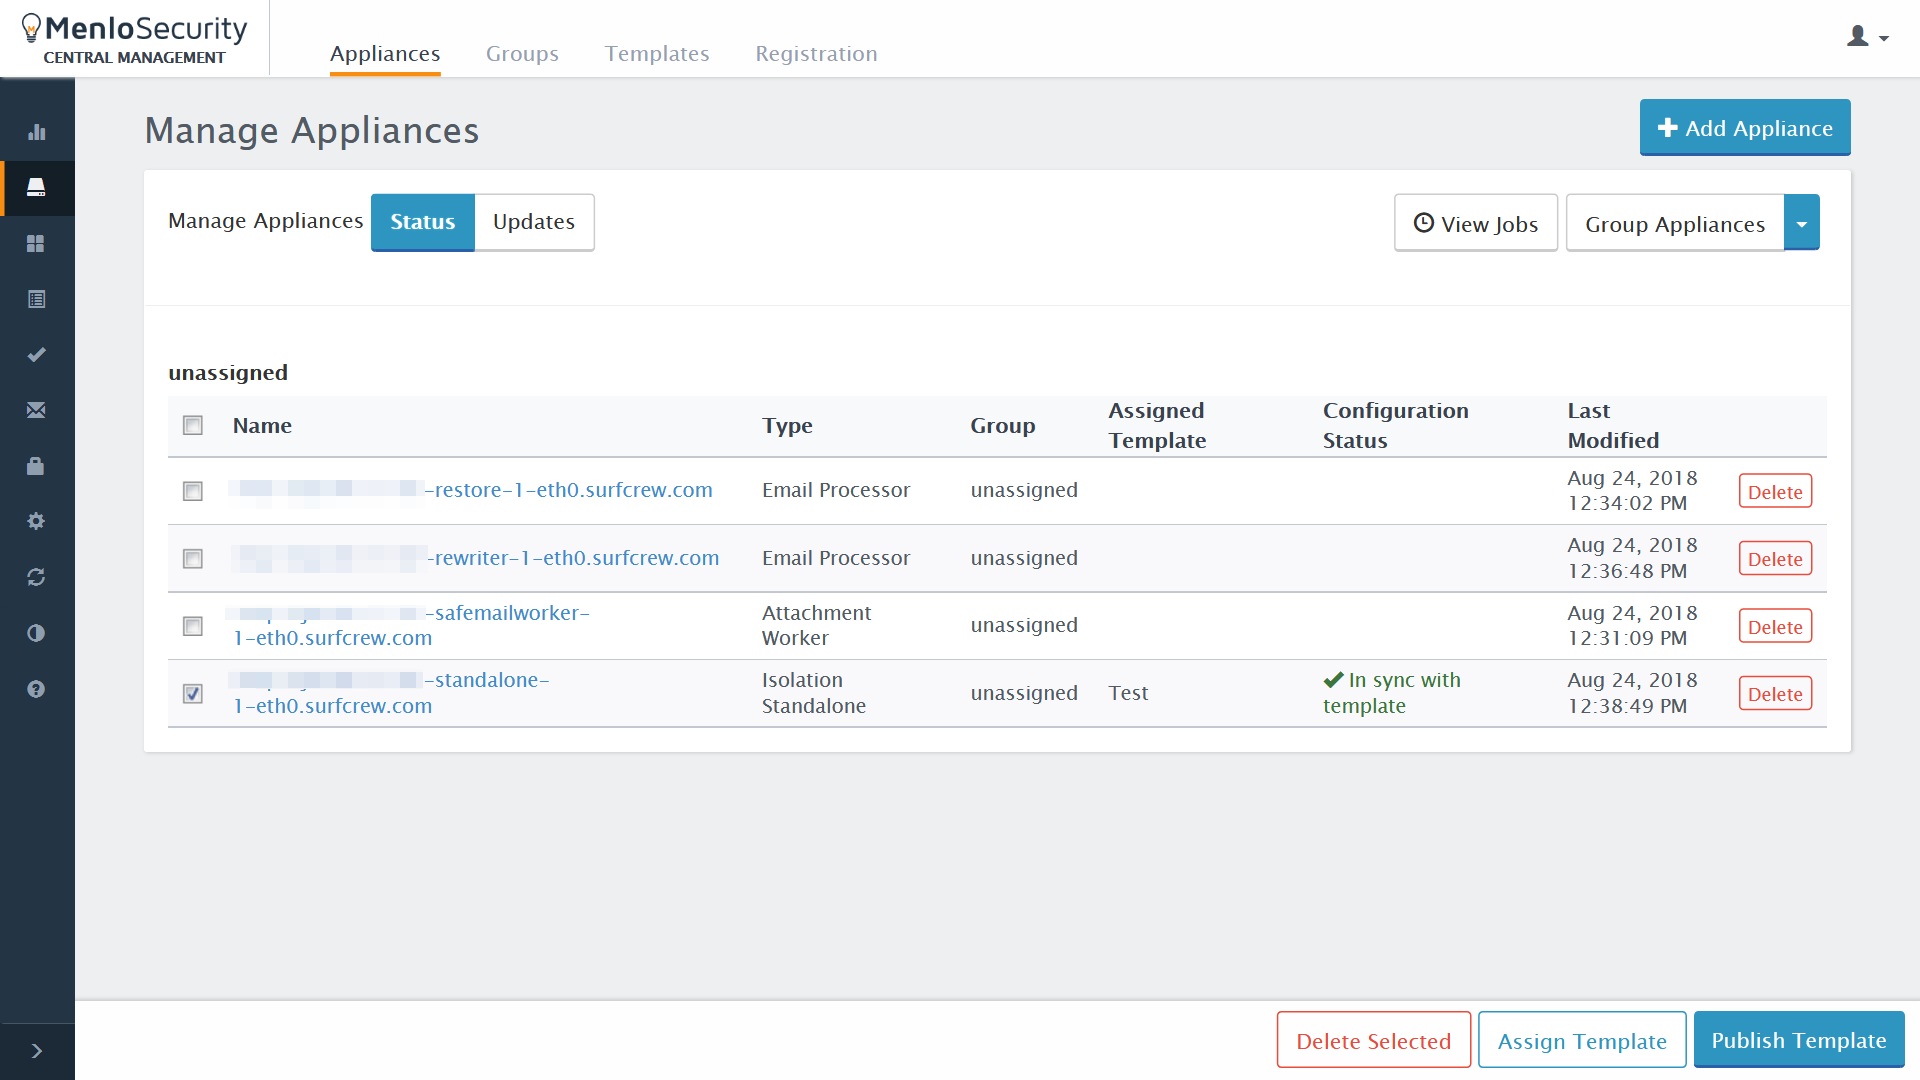 MenloSecurity
CENTRAL MANAGEMENT
Appliances Groups Templates Registration
Manage Appliances
Add Appliance
Manage Appliances Status Updates
View Jobs Group Appliances
unassigned
Name Type Group Assigned Template Configuration Status Last Modified
-restore-1-eth0.surfcrew.com Email Processor unassigned Aug 24, 2018 12:34:02 PM Delete
-rewriter-1-eth0.surfcrew.com Email Processor unassigned Aug 24, 2018 12:36:48 PM Delete
-safemailworker-1-eth0.surfcrew.com Attachment Worker unassigned Aug 24, 2018 12:31:09 PM Delete
-standalone-1-eth0.surfcrew.com Isolation Standalone unassigned Test In sync with template Aug 24, 2018 12:38:49 PM Delete
Delete Selected Assign Template Publish Template